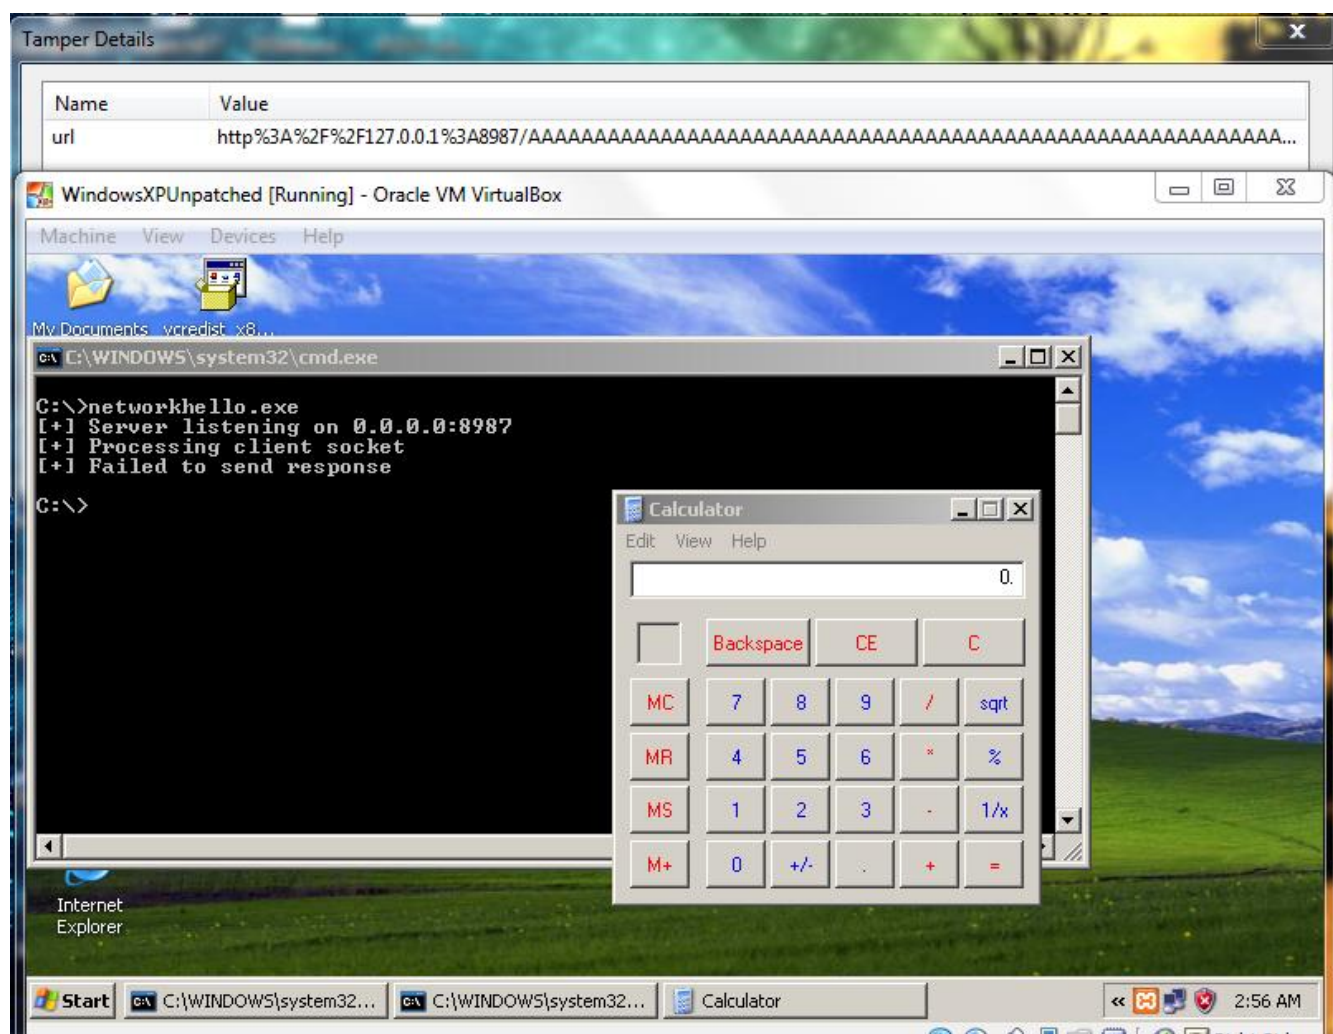 Tamper Details
Name Value
url http%3A%2F%2F127.0.0.1%3A8987/AAAAAAAAAAAAAAAAAAAAAAAAAAAAAAAAAAAAAAAAAAAAAAAAAAAAAAAAA...
WindowsXPUnpatched [Running] - Oracle VM VirtualBox
Machine View Devices Help
My Documents vcredist_x8...
C:\WINDOWS\system32\cmd.exe
C:\>networkhello.exe
[+] Server listening on 0.0.0.0:8987
[+] Processing client socket
[+] Failed to send response
C:\>
Calculator
Edit View Help
0.
Backspace CE C
MC 7 8 9 / sqrt
MR 4 5 6 * %
MS 1 2 3 - 1/x
M+ 0 +/- . + =
Internet
Explorer
Start C:\WINDOWS\system32... C:\WINDOWS\system32... Calculator « 2:56 AM